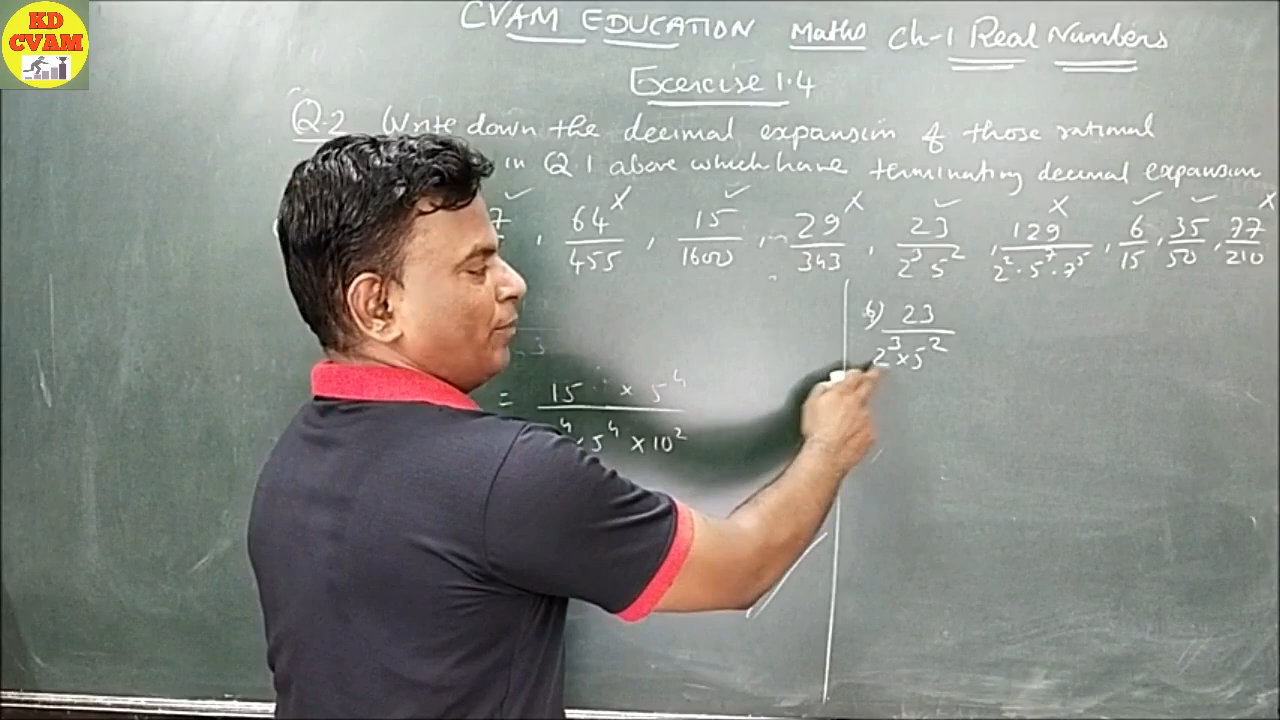 KD
CVAM
CVAM EDUCATION Maths Ch-1 Real Numbers
Exercise 1.4
Q.2 Write down the decimal expansion of those rational
in Q.1 above which have terminating decimal expansion
7 ✓, 64/455 ✗, 15/1600 ✓, 29/343 ✗, 23/2³5² ✓, 129/2²·5⁷·7⁵ ✗, 6/15 ✓, 35/50 ✓, 77/210 ✗
23
2³×5²
= 15 × 5⁴
⁴ × 5⁴ × 10²